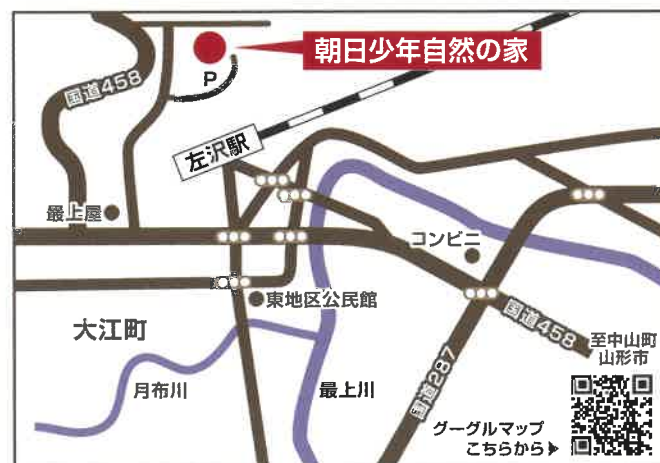 朝日少年自然の家
P
国道458
左沢駅
最上屋
コンビニ
東地区公民館
大江町
国道458
至中山町
山形市
月布川
最上川
国道287
グーグルマップ
こちらから▶